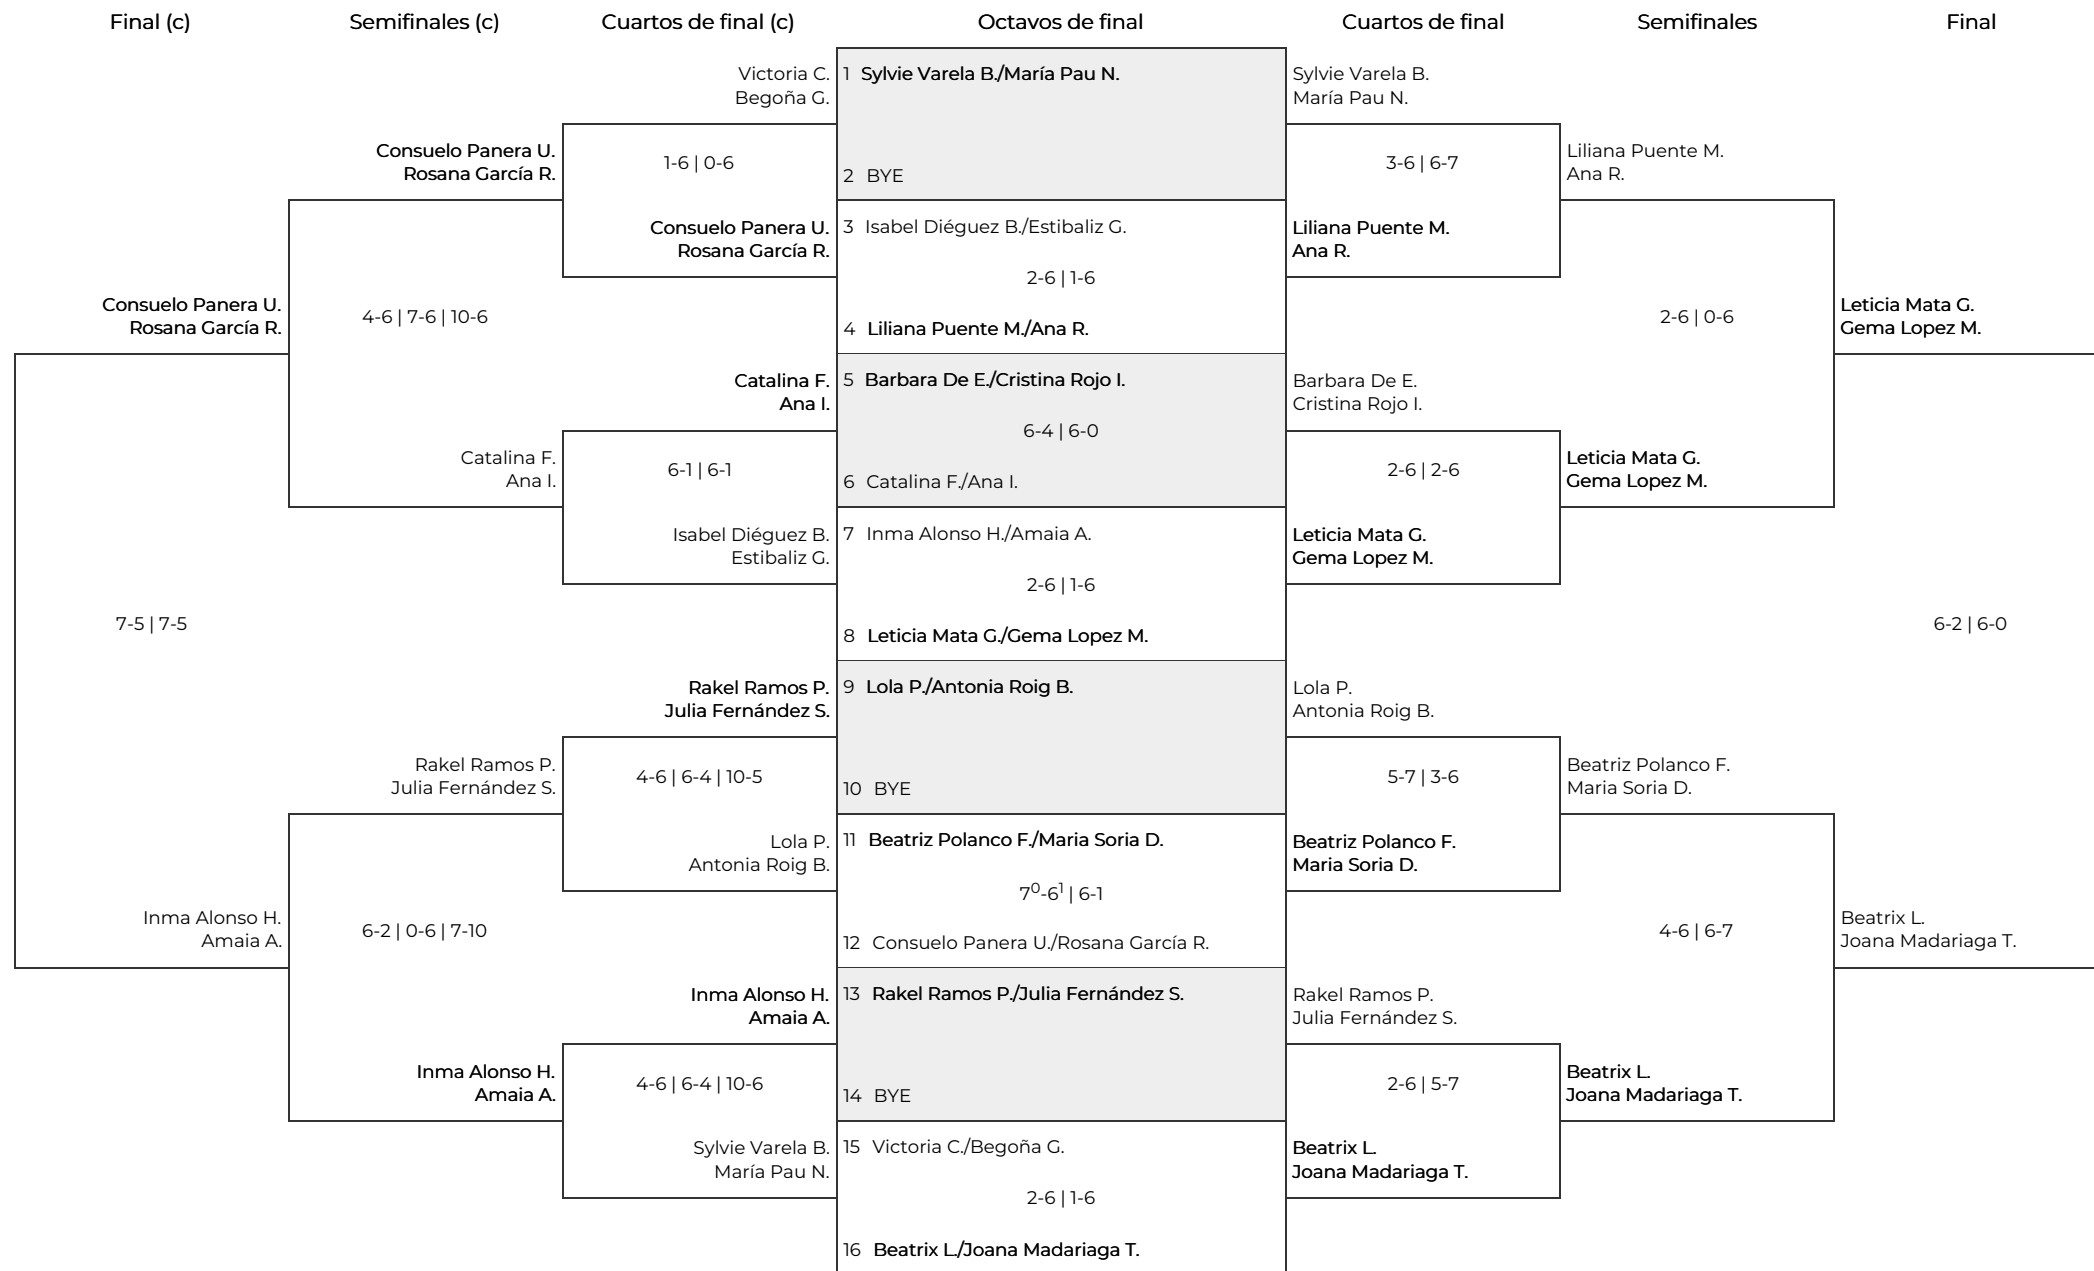 Final (c)
Semifinales (c)
Cuartos de final (c)
Octavos de final
Cuartos de final
Semifinales
Final
Consuelo Panera U.
Rosana García R.
7-5 | 7-5
Inma Alonso H.
Amaia A.
Consuelo Panera U.
Rosana García R.
4-6 | 7-6 | 10-6
Catalina F.
Ana I.
Rakel Ramos P.
Julia Fernández S.
6-2 | 0-6 | 7-10
Inma Alonso H.
Amaia A.
Victoria C.
Begoña G.
1-6 | 0-6
Consuelo Panera U.
Rosana García R.
Catalina F.
Ana I.
6-1 | 6-1
Isabel Diéguez B.
Estibaliz G.
Rakel Ramos P.
Julia Fernández S.
4-6 | 6-4 | 10-5
Lola P.
Antonia Roig B.
Inma Alonso H.
Amaia A.
4-6 | 6-4 | 10-6
Sylvie Varela B.
María Pau N.
1 Sylvie Varela B./María Pau N.
2 BYE
3 Isabel Diéguez B./Estibaliz G.
2-6 | 1-6
4 Liliana Puente M./Ana R.
5 Barbara De E./Cristina Rojo I.
6-4 | 6-0
6 Catalina F./Ana I.
7 Inma Alonso H./Amaia A.
2-6 | 1-6
8 Leticia Mata G./Gema Lopez M.
9 Lola P./Antonia Roig B.
10 BYE
11 Beatriz Polanco F./Maria Soria D.
7⁰-6¹ | 6-1
12 Consuelo Panera U./Rosana García R.
13 Rakel Ramos P./Julia Fernández S.
14 BYE
15 Victoria C./Begoña G.
2-6 | 1-6
16 Beatrix L./Joana Madariaga T.
Sylvie Varela B.
María Pau N.
3-6 | 6-7
Liliana Puente M.
Ana R.
Barbara De E.
Cristina Rojo I.
2-6 | 2-6
Leticia Mata G.
Gema Lopez M.
Lola P.
Antonia Roig B.
5-7 | 3-6
Beatriz Polanco F.
Maria Soria D.
Rakel Ramos P.
Julia Fernández S.
2-6 | 5-7
Beatrix L.
Joana Madariaga T.
Liliana Puente M.
Ana R.
2-6 | 0-6
Leticia Mata G.
Gema Lopez M.
Beatriz Polanco F.
Maria Soria D.
4-6 | 6-7
Beatrix L.
Joana Madariaga T.
Leticia Mata G.
Gema Lopez M.
6-2 | 6-0
Beatrix L.
Joana Madariaga T.